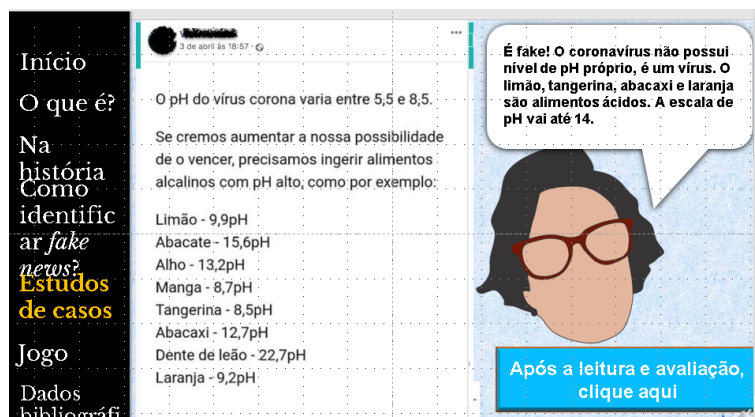 Início
O que é?
Na
história
Como
identific
ar fake
news?
Estudos
de casos
Jogo
Dados
bibliográfi
3 de abril às 18:57 ·
O pH do vírus corona varia entre 5,5 e 8,5.
Se cremos aumentar a nossa possibilidade
de o vencer, precisamos ingerir alimentos
alcalinos com pH alto, como por exemplo:
Limão - 9,9pH
Abacate - 15,6pH
Alho - 13,2pH
Manga - 8,7pH
Tangerina - 8,5pH
Abacaxi - 12,7pH
Dente de leão - 22,7pH
Laranja - 9,2pH
É fake! O coronavírus não possui
nível de pH próprio, é um vírus. O
limão, tangerina, abacaxi e laranja
são alimentos ácidos. A escala de
pH vai até 14.
Após a leitura e avaliação,
clique aqui